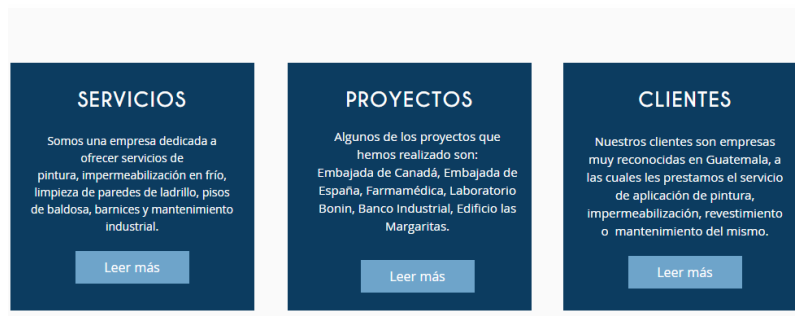 SERVICIOS
Somos una empresa dedicada a
ofrecer servicios de
pintura, impermeabilización en frío,
limpieza de paredes de ladrillo, pisos
de baldosa, barnices y mantenimiento
industrial.
Leer más
PROYECTOS
Algunos de los proyectos que
hemos realizado son:
Embajada de Canadá, Embajada de
España, Farmamédica, Laboratorio
Bonin, Banco Industrial, Edificio las
Margaritas.
Leer más
CLIENTES
Nuestros clientes son empresas
muy reconocidas en Guatemala, a
las cuales les prestamos el servicio
de aplicación de pintura,
impermeabilización, revestimiento
o mantenimiento del mismo.
Leer más